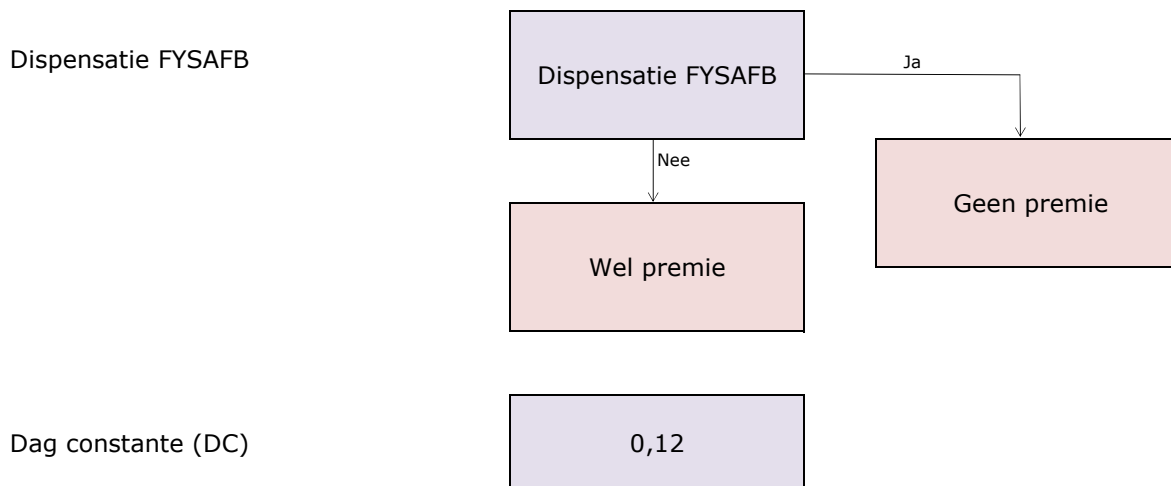 Dispensatie FYSAFB
Dispensatie FYSAFB
Ja
Nee
Geen premie
Wel premie
Dag constante (DC)
0,12